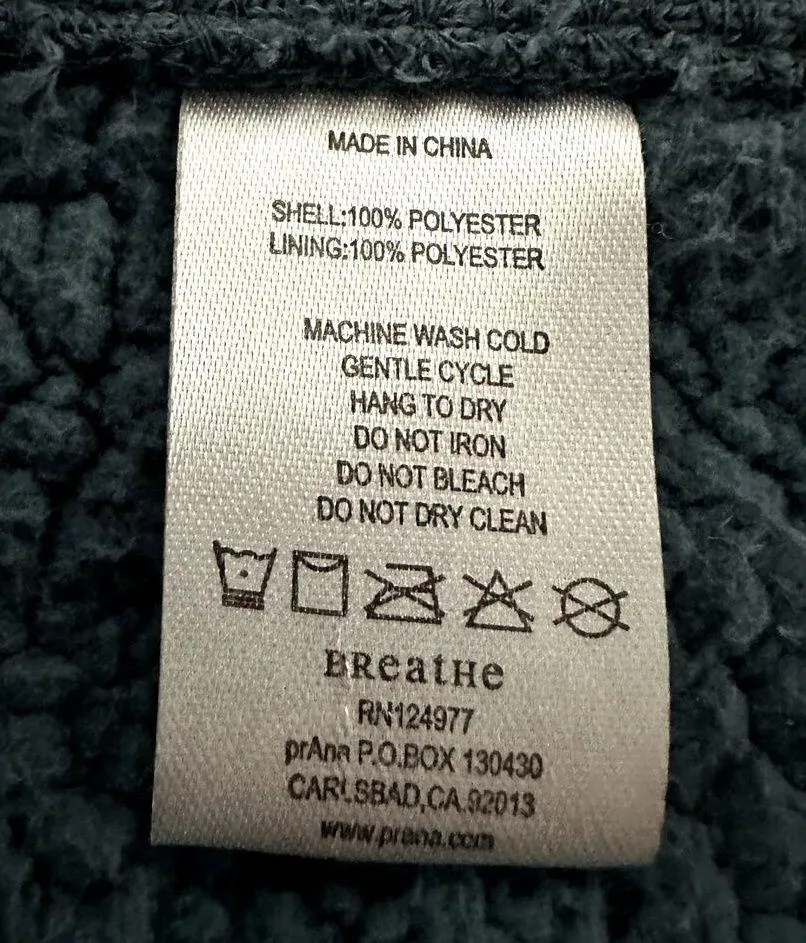 MADE IN CHINA
SHELL:100% POLYESTER
LINING:100% POLYESTER
MACHINE WASH COLD
GENTLE CYCLE
HANG TO DRY
DO NOT IRON
DO NOT BLEACH
DO NOT DRY CLEAN
BReatHe
RN124977
prAna P.O.BOX 130430
CARLSBAD,CA.92013
www.prana.com